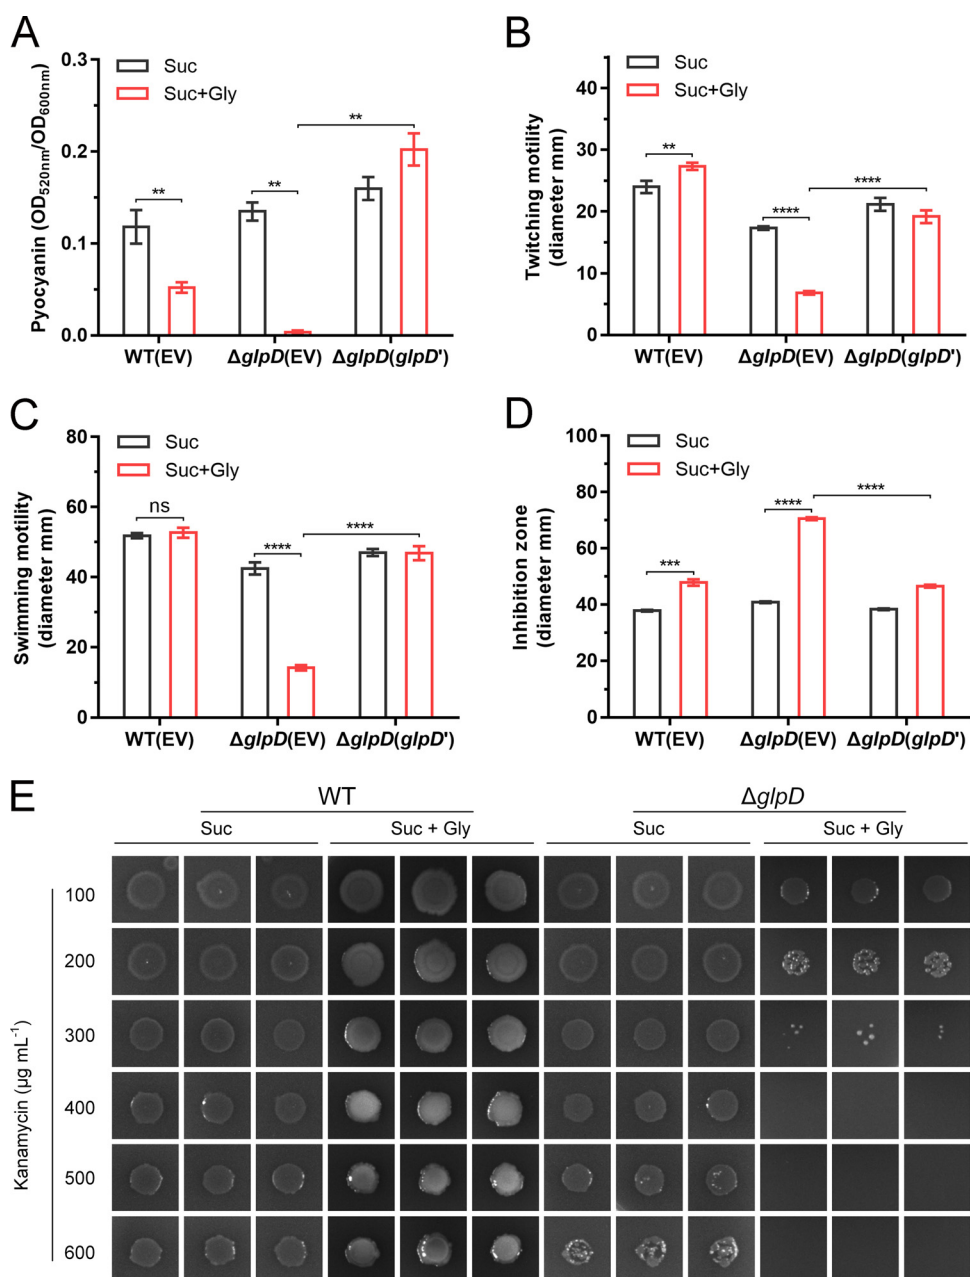 A
Pyocyanin (OD520nm/OD600nm)
0.3
0.2
0.1
0.0
Suc
Suc+Gly
**
**
**
WT(EV)
ΔglpD(EV)
ΔglpD(glpD')
B
Twitching motility
(diameter mm)
40
30
20
10
0
Suc
Suc+Gly
**
****
****
WT(EV)
ΔglpD(EV)
ΔglpD(glpD')
C
Swimming motility
(diameter mm)
80
60
40
20
0
Suc
Suc+Gly
ns
****
****
WT(EV)
ΔglpD(EV)
ΔglpD(glpD')
D
Inhibition zone
(diameter mm)
100
80
60
40
20
0
Suc
Suc+Gly
***
****
****
WT(EV)
ΔglpD(EV)
ΔglpD(glpD')
E
WT
ΔglpD
Suc
Suc + Gly
Suc
Suc + Gly
Kanamycin (µg mL-1)
100
200
300
400
500
600